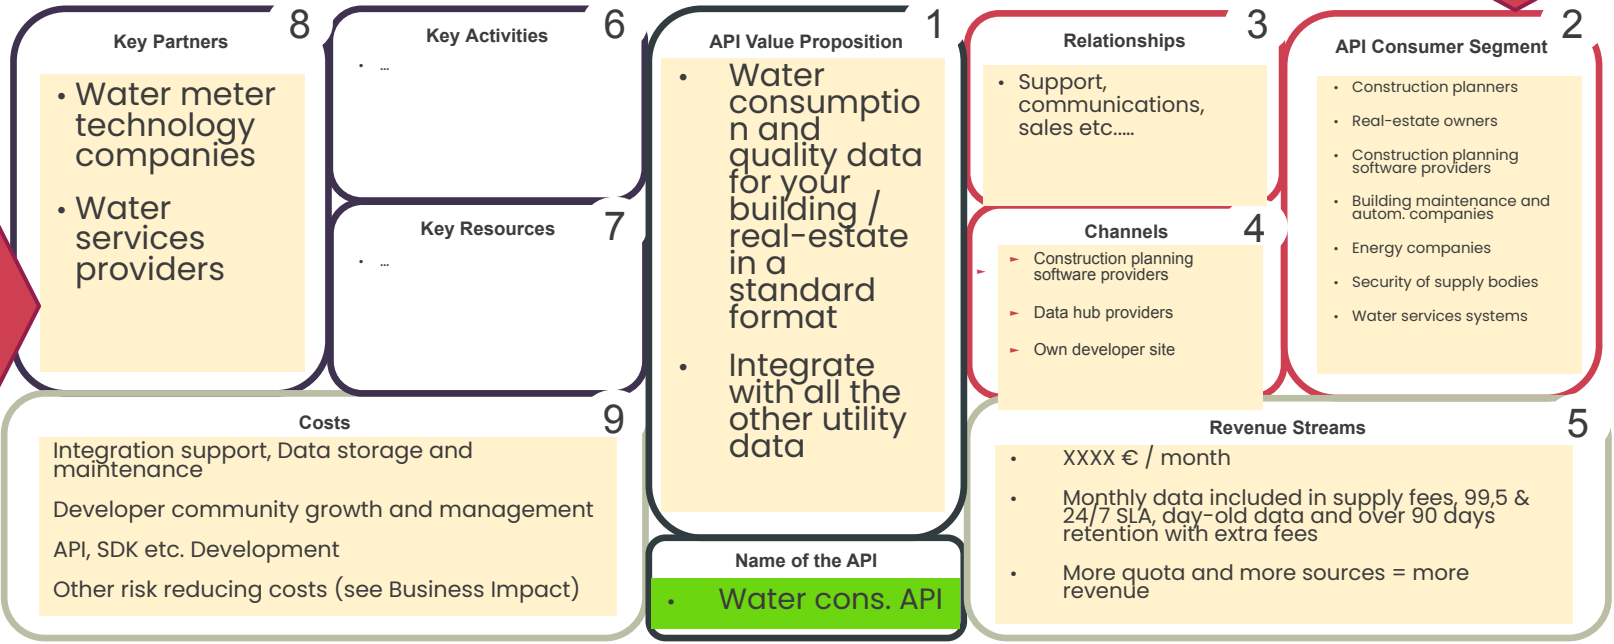 Key Partners
8
• Water meter
technology
companies
• Water
services
providers
Key Activities
6
• ...
Key Resources
7
• ...
API Value Proposition
1
• Water
consumptio
n and
quality data
for your
building /
real-estate
in a
standard
format
• Integrate
with all the
other utility
data
Relationships
3
• Support,
communications,
sales etc.....
Channels
4
► Construction planning
software providers
► Data hub providers
► Own developer site
API Consumer Segment
2
• Construction planners
• Real-estate owners
• Construction planning
software providers
• Building maintenance and
autom. companies
• Energy companies
• Security of supply bodies
• Water services systems
Costs
9
Integration support, Data storage and
maintenance
Developer community growth and management
API, SDK etc. Development
Other risk reducing costs (see Business Impact)
Name of the API
• Water cons. API
Revenue Streams
5
• XXXX € / month
• Monthly data included in supply fees, 99,5 &
24/7 SLA, day-old data and over 90 days
retention with extra fees
• More quota and more sources = more
revenue